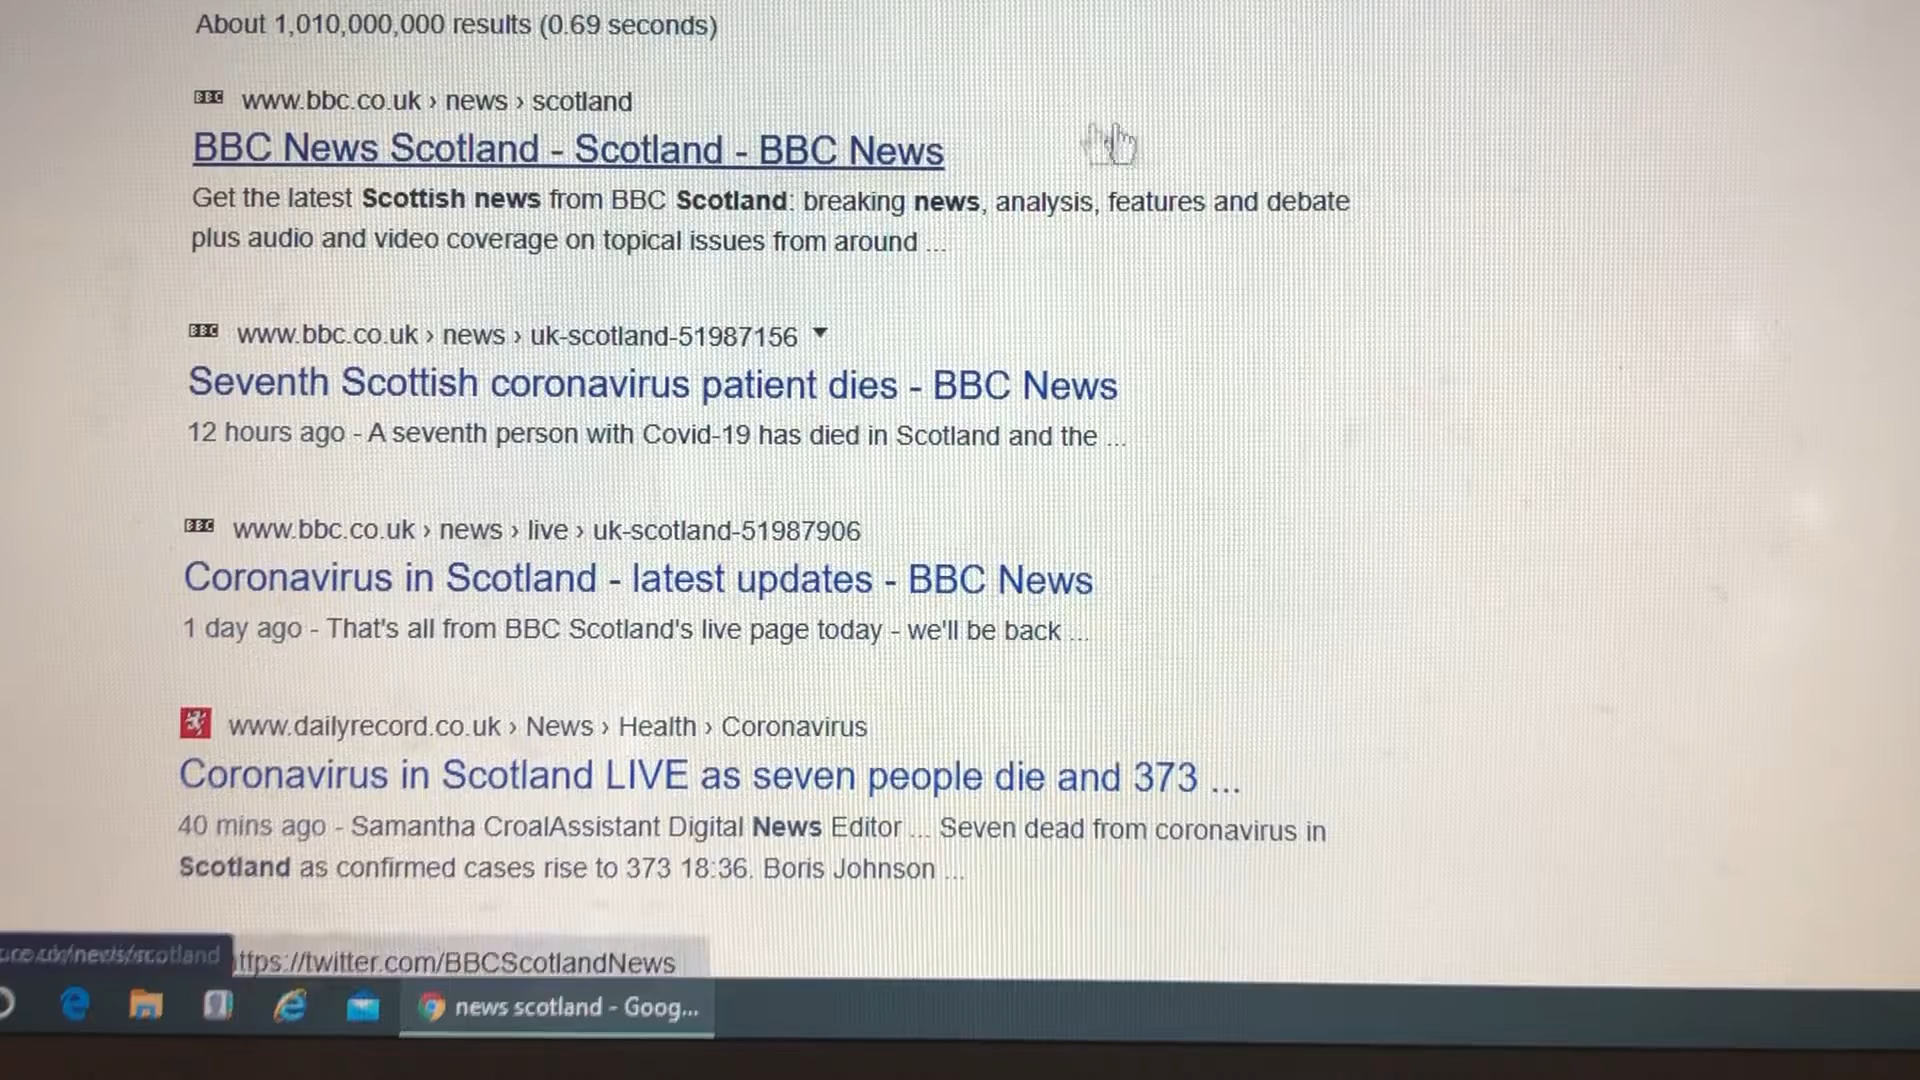 About 1,010,000,000 results (0.69 seconds)
BBC www.bbc.co.uk › news › scotland
BBC News Scotland - Scotland - BBC News
Get the latest Scottish news from BBC Scotland: breaking news, analysis, features and debate
plus audio and video coverage on topical issues from around ...
BBC www.bbc.co.uk › news › uk-scotland-51987156
Seventh Scottish coronavirus patient dies - BBC News
12 hours ago - A seventh person with Covid-19 has died in Scotland and the ...
BBC www.bbc.co.uk › news › live › uk-scotland-51987906
Coronavirus in Scotland - latest updates - BBC News
1 day ago - That's all from BBC Scotland's live page today - we'll be back ...
www.dailyrecord.co.uk › News › Health › Coronavirus
Coronavirus in Scotland LIVE as seven people die and 373 ...
40 mins ago - Samantha CroalAssistant Digital News Editor ... Seven dead from coronavirus in
Scotland as confirmed cases rise to 373 18:36. Boris Johnson ...
/news/scotland ttps://twitter.com/BBCScotlandNews
news scotland - Goog...